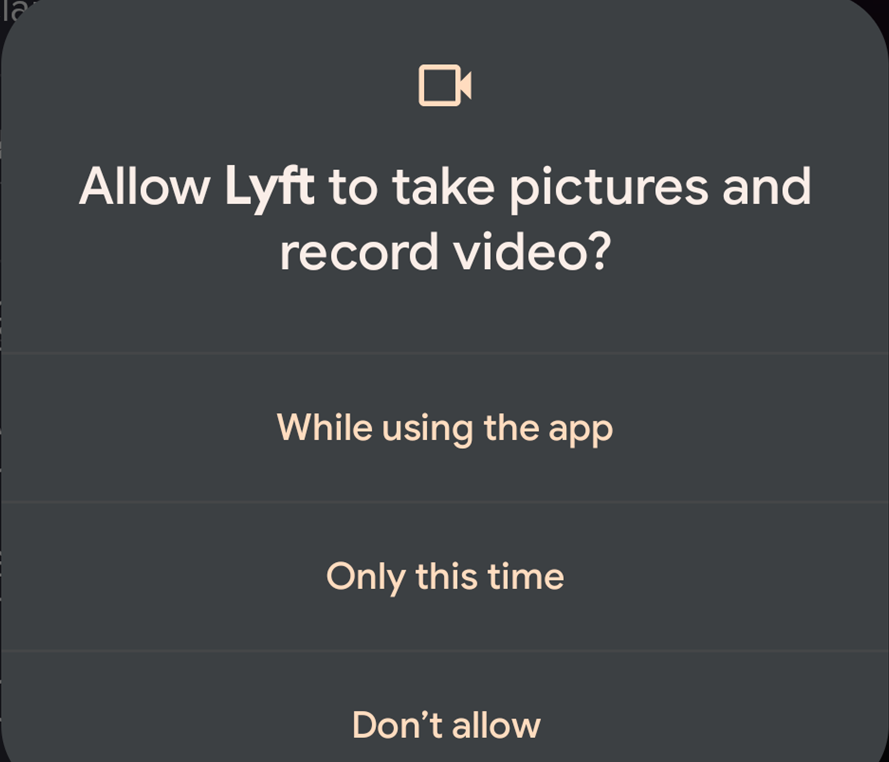 Allow Lyft to take pictures and
record video?
While using the app
Only this time
Don’t allow